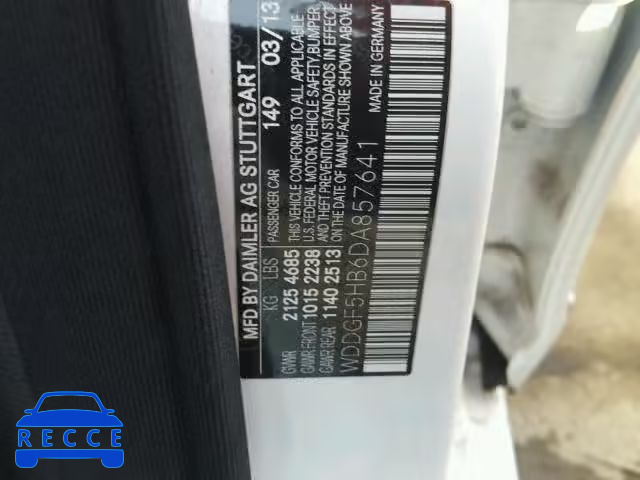 MFD BY DAIMLER AG STUTTGART
149 03/13
KG LBS PASSENGER CAR
GVWR 2125 4685
GAWR FRONT 1015 2238
GAWR REAR 1140 2513
THIS VEHICLE CONFORMS TO ALL APPLICABLE
U.S. FEDERAL MOTOR VEHICLE SAFETY, BUMPER,
AND THEFT PREVENTION STANDARDS IN EFFECT
ON THE DATE OF MANUFACTURE SHOWN ABOVE
WDDGF5HB6DA857641 MADE IN GERMANY
RECCE